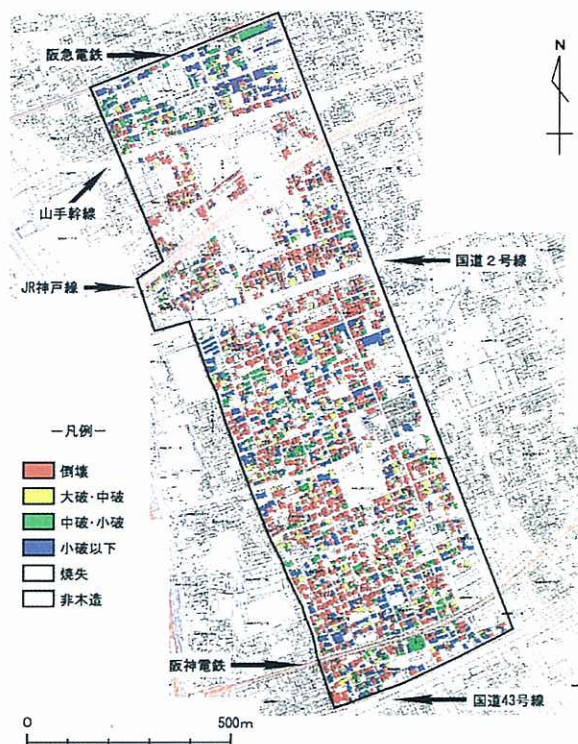 阪急電鉄
N
山手幹線
JR神戸線
国道2号線
ー凡例ー
倒壊
大破・中破
中破・小破
小破以下
焼失
非木造
阪神電鉄
国道43号線
0 500m